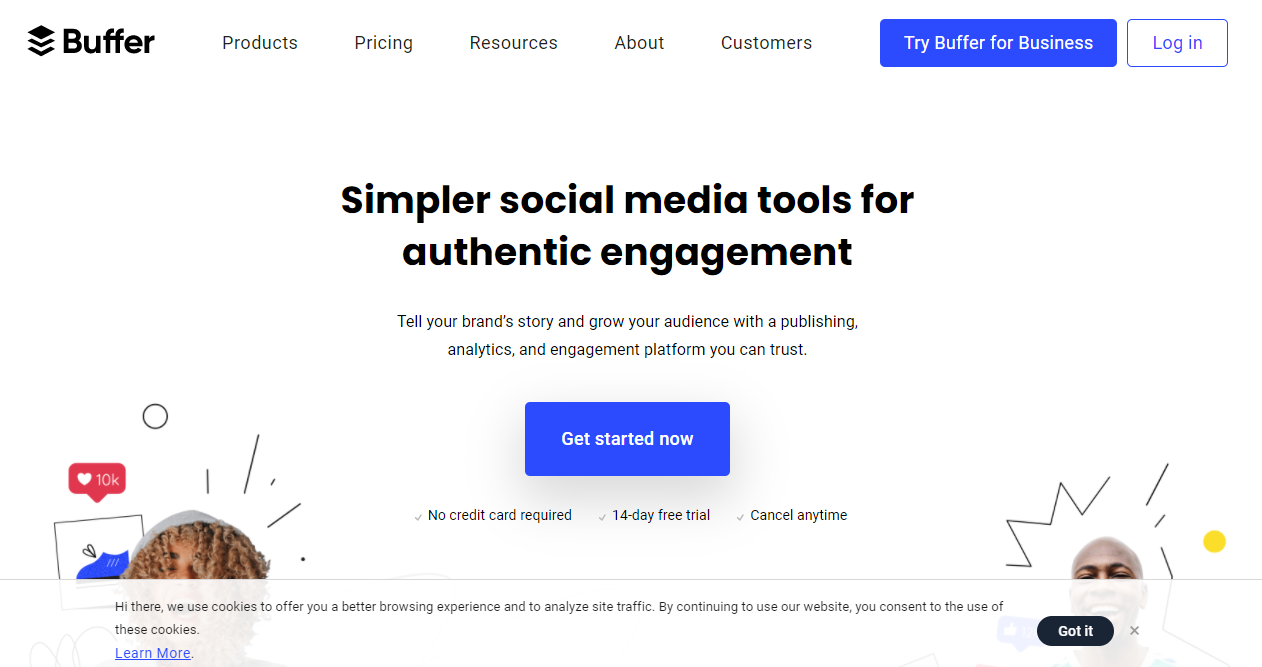 Buffer
Products
Pricing
Resources
About
Customers
Try Buffer for Business
Log in
Simpler social media tools for
authentic engagement
Tell your brand’s story and grow your audience with a publishing,
analytics, and engagement platform you can trust.
Get started now
10k
No credit card required
14-day free trial
Cancel anytime
Hi there, we use cookies to offer you a better browsing experience and to analyze site traffic. By continuing to use our website, you consent to the use of
these cookies.
Learn More.
Got it